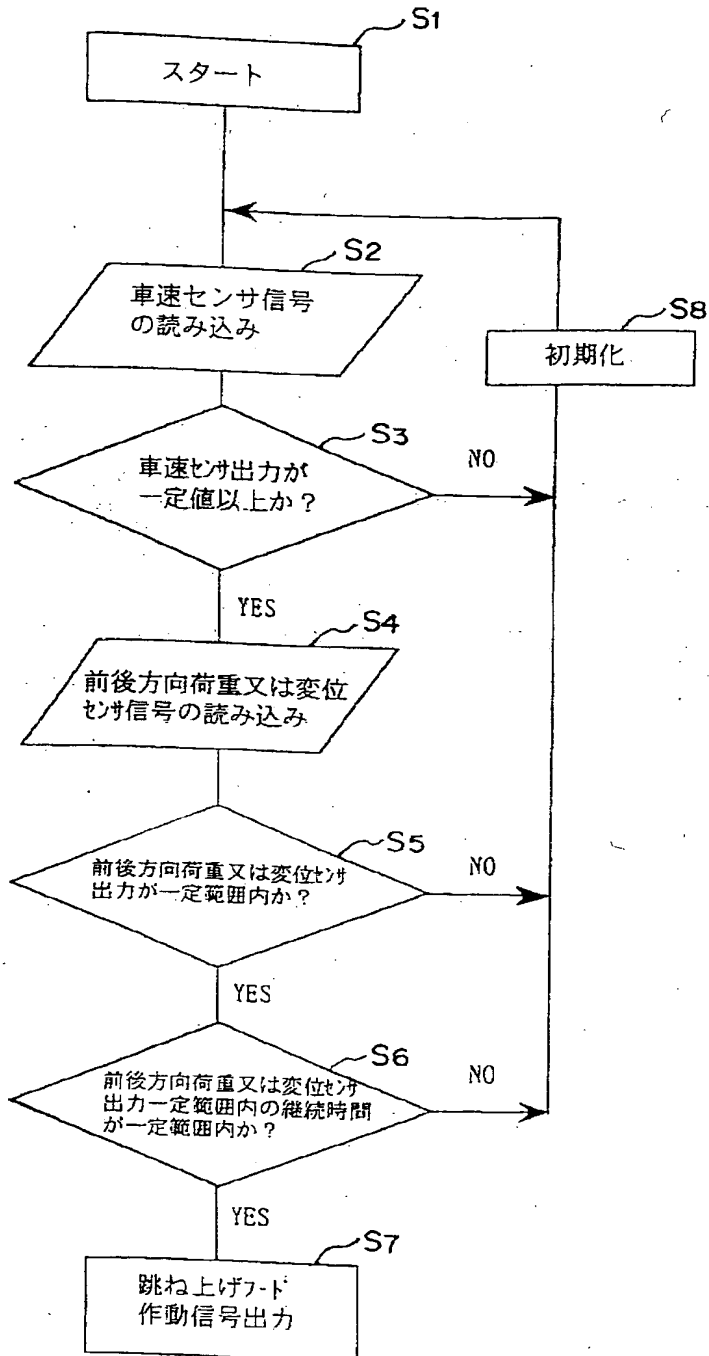 S1
スタート
S2
車速センサ信号
の読み込み
S8
初期化
S3
車速ｾﾝｻ出力が
一定値以上か？
NO
YES
S4
前後方向荷重又は変位
ｾﾝｻ信号の読み込み
S5
前後方向荷重又は変位ｾﾝｻ
出力が一定範囲内か？
NO
YES
S6
前後方向荷重又は変位ｾﾝｻ
出力一定範囲内の継続時間
が一定範囲内か？
NO
YES
S7
跳ね上げﾌｰﾄﾞ
作動信号出力